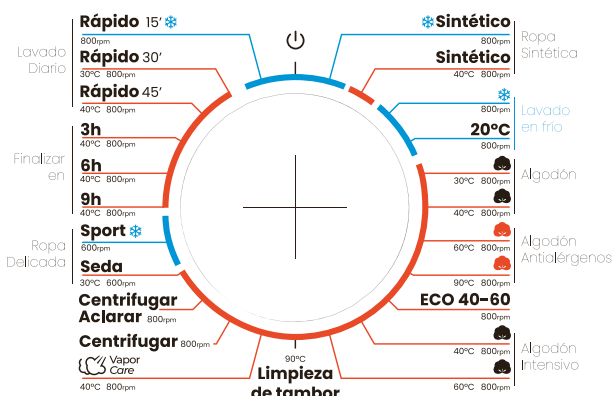 Lavado
Diario
Rápido 15'
800rpm
Rápido 30'
30ºC 800rpm
Rápido 45'
40ºC 800rpm
Finalizar
en
3h
40ºC 800rpm
6h
40ºC 800rpm
9h
40ºC 800rpm
Ropa
Delicada
Sport
600rpm
Seda
30ºC 600rpm
Centrifugar
Aclarar 800rpm
Centrifugar 800rpm
Vapor
Care
40ºC 800rpm
90ºC
Limpieza
de tambor
Sintético
800rpm
Sintético
40ºC 800rpm
Ropa
Sintética
800rpm
20ºC
800rpm
Lavado
en frío
30ºC 800rpm
40ºC 800rpm
Algodón
60ºC 800rpm
90ºC 800rpm
Algodón
Antialérgenos
ECO 40-60
800rpm
40ºC 800rpm
60ºC 800rpm
Algodón
Intensivo